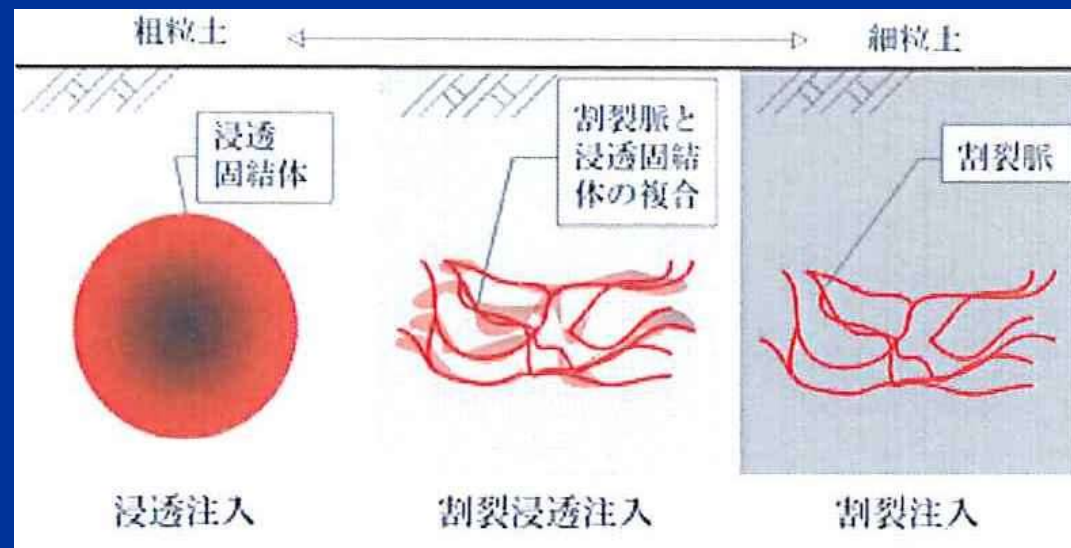 粗粒土
細粒土
浸透
固結体
割裂脈と
浸透固結
体の複合
割裂脈
浸透注入
割裂浸透注入
割裂注入